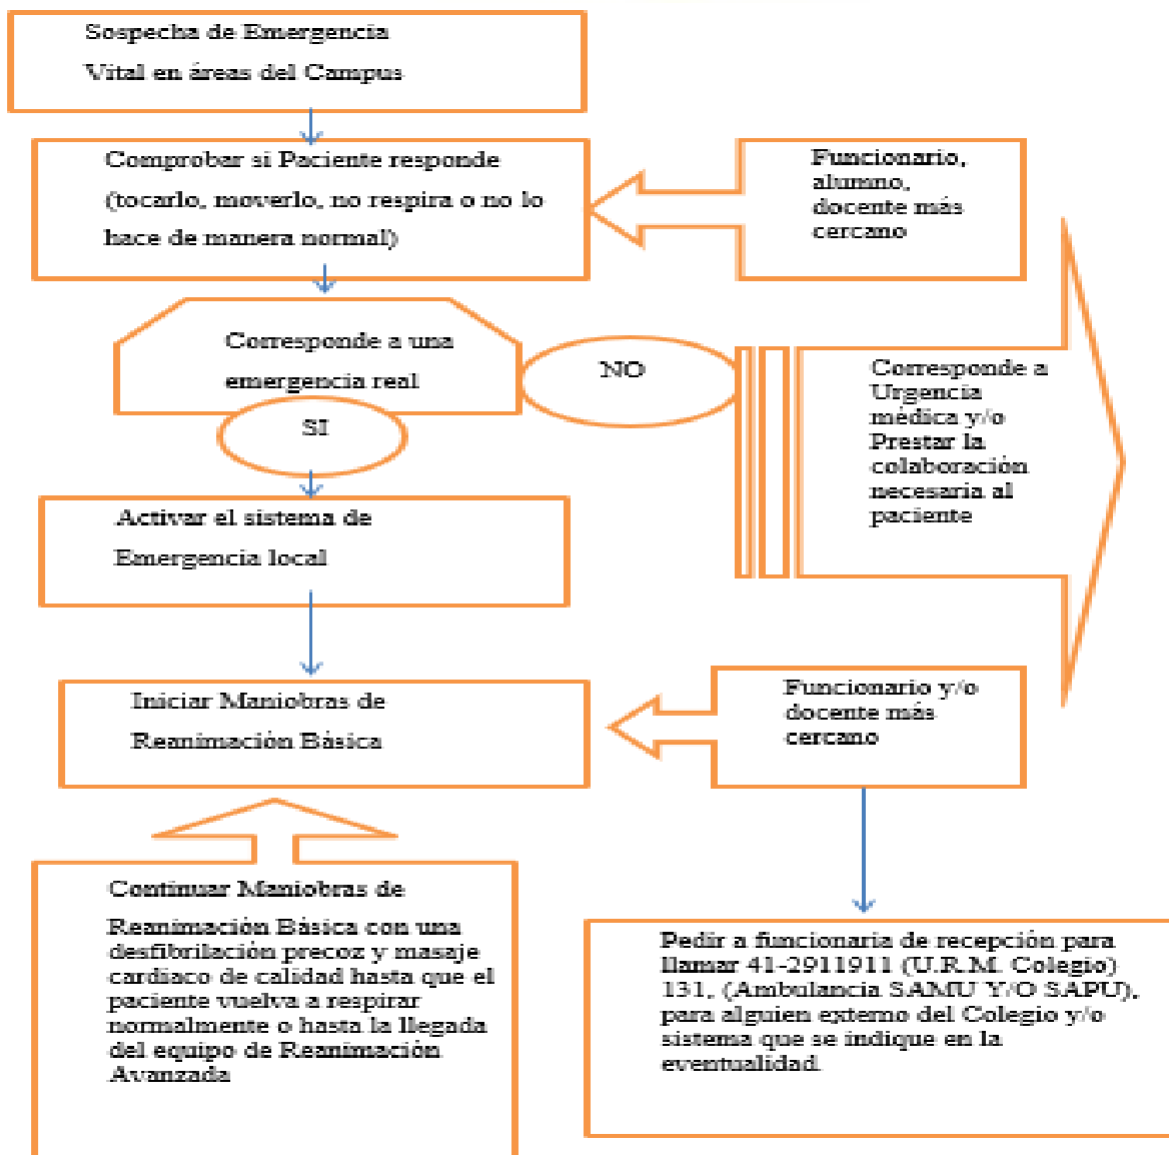 Sospecha de Emergencia
Vital en áreas del Campus
Comprobar si Paciente responde
(tocarlo, moverlo, no respira o no lo
hace de manera normal)
Funcionario,
alumno,
docente más
cercano
Corresponde a una
emergencia real
NO
SI
Corresponde a
Urgencia
médica y/o
Prestar la
colaboración
necesaria al
paciente
Activar el sistema de
Emergencia local
Iniciar Maniobras de
Reanimación Básica
Funcionario y/o
docente más
cercano
Continuar Maniobras de
Reanimación Básica con una
desfibrilación precoz y masaje
cardiaco de calidad hasta que el
paciente vuelva a respirar
normalmente o hasta la llegada
del equipo de Reanimación
Avanzada
Pedir a funcionaria de recepción para
llamar 41-2911911 (U.R.M. Colegio)
131, (Ambulancia SAMU Y/O SAPU),
para alguien externo del Colegio y/o
sistema que se indique en la
eventualidad.